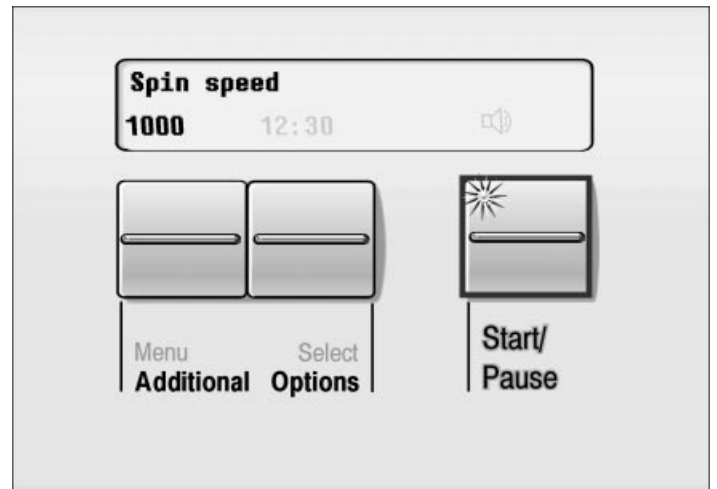 Spin speed
1000 12:30
Menu Select
Additional Options
Start/
Pause